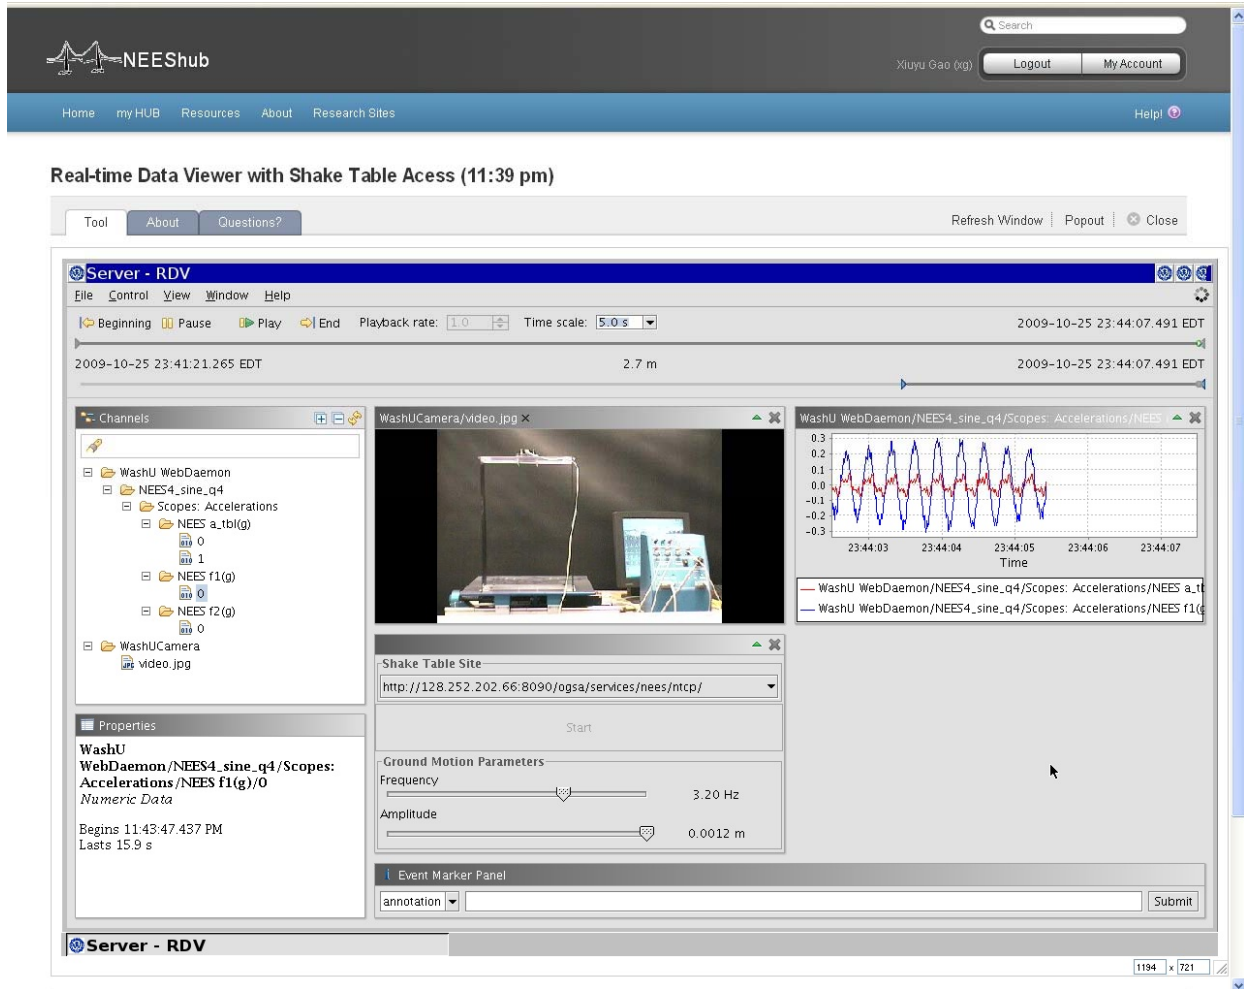 Search
NEEShub
Xiuyu Gao (xg)
Logout
My Account
Home myHUB Resources About Research Sites
Help!
Real-time Data Viewer with Shake Table Acess (11:39 pm)
Tool About Questions?
Refresh Window Popout Close
Server - RDV
File Control View Window Help
Beginning Pause Play End Playback rate: 1.0 Time scale: 5.0 s
2009-10-25 23:44:07.491 EDT
2009-10-25 23:41:21.265 EDT 2.7 m 2009-10-25 23:44:07.491 EDT
Channels
WashU WebDaemon
NEES4_sine_q4
Scopes: Accelerations
NEES a_tbl(g)
0
1
NEES f1(g)
0
NEES f2(g)
0
WashUCamera
video.jpg
Properties
WashU
WebDaemon/NEES4_sine_q4/Scopes:
Accelerations/NEES f1(g)/0
Numeric Data
Begins 11:43:47.437 PM
Lasts 15.9 s
WashUCamera/video.jpg
Shake Table Site
http://128.252.202.66:8090/ogsa/services/nees/ntcp/
Start
Ground Motion Parameters
Frequency
3.20 Hz
Amplitude
0.0012 m
WashU WebDaemon/NEES4_sine_q4/Scopes: Accelerations/NEES
0.3
0.2
0.1
0.0
-0.1
-0.2
-0.3
23:44:03 23:44:04 23:44:05 23:44:06 23:44:07
Time
WashU WebDaemon/NEES4_sine_q4/Scopes: Accelerations/NEES a_tl
WashU WebDaemon/NEES4_sine_q4/Scopes: Accelerations/NEES f1(g
Event Marker Panel
annotation
Submit
Server - RDV
1194 x 721